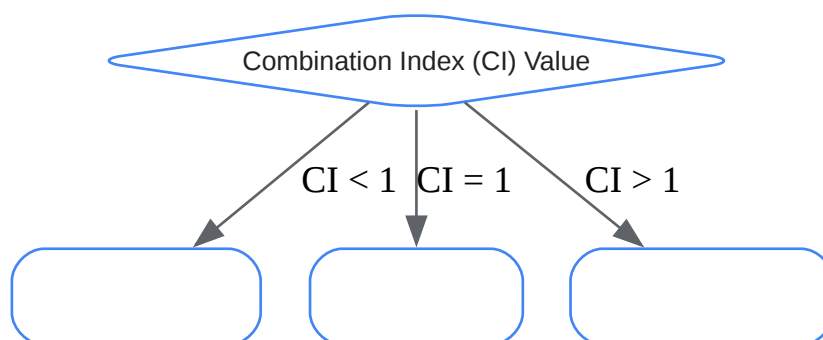 Combination Index (CI) Value
CI < 1
CI = 1
CI > 1